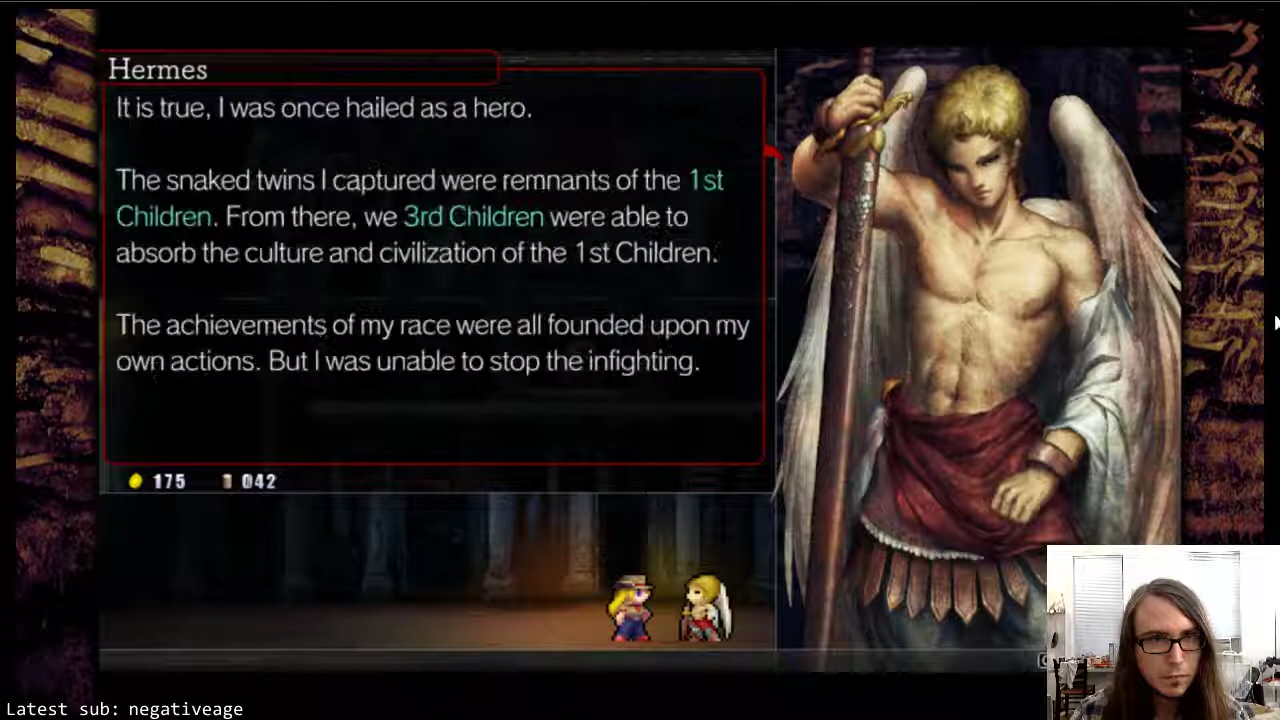 Hermes
It is true, I was once hailed as a hero.
The snaked twins I captured were remnants of the 1st
Children. From there, we 3rd Children were able to
absorb the culture and civilization of the 1st Children.
The achievements of my race were all founded upon my
own actions. But I was unable to stop the infighting.
175 042
Latest sub: negativeage